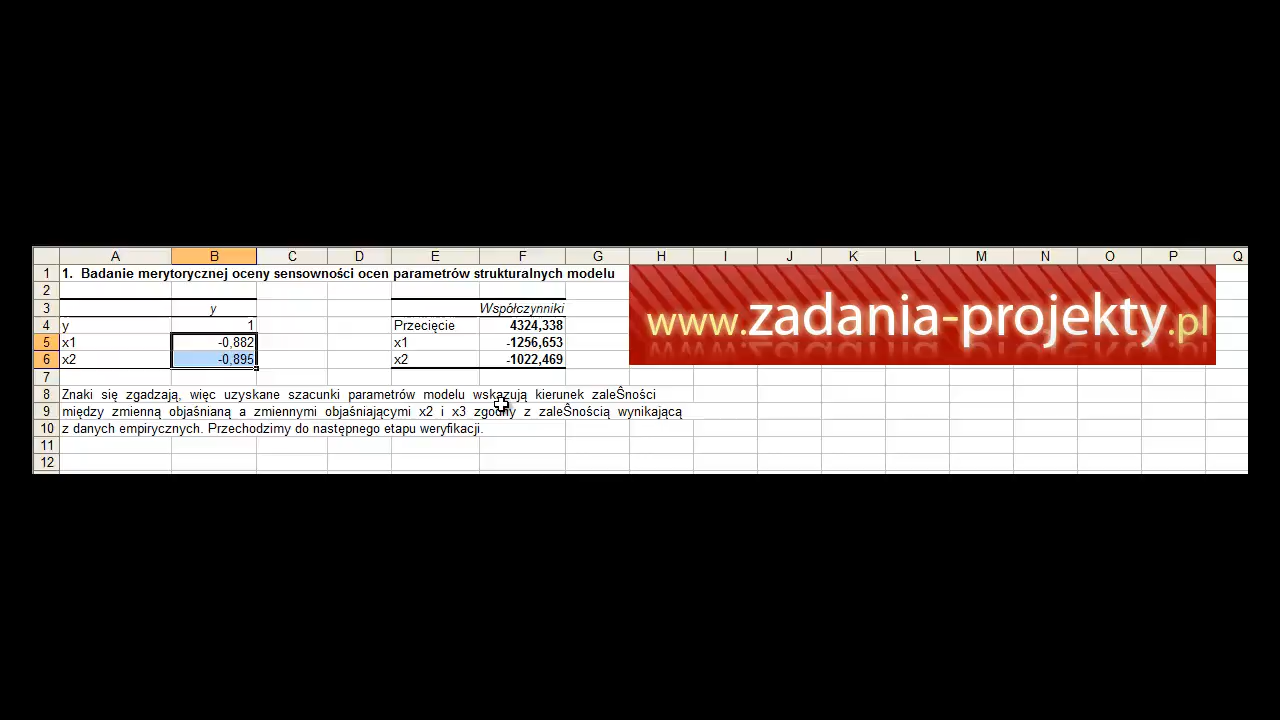 A B C D E F G H I J K L M N O P Q
1 1. Badanie merytorycznej oceny sensowności ocen parametrów strukturalnych modelu
2
3 y Współczynniki
4 y 1 Przecięcie 4324,338
5 x1 -0,882 x1 -1256,653
6 x2 -0,895 x2 -1022,469
www.zadania-projekty.pl
7
8 Znaki się zgadzają, więc uzyskane szacunki parametrów modelu wskazują kierunek zaleŜności
9 między zmienną objaśnianą a zmiennymi objaśniającymi x2 i x3 zgodny z zaleŜnością wynikającą
10 z danych empirycznych. Przechodzimy do następnego etapu weryfikacji.
11
12